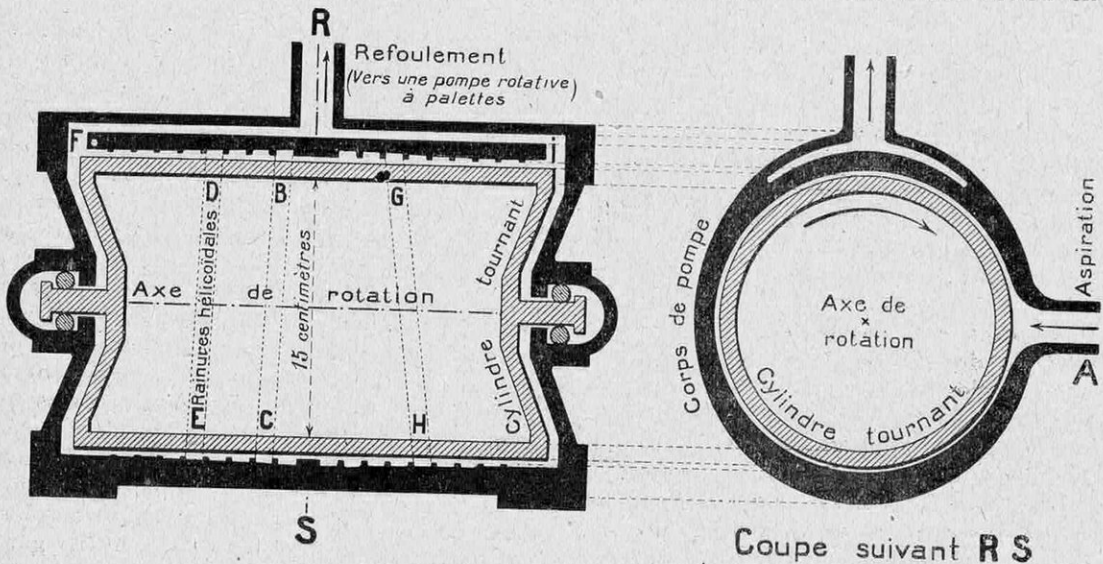 R
Refoulement
(Vers une pompe rotative)
à palettes
F
i
D
B
G
Rainures hélicoïdales
15 centimètres
Cylindre tournant
Axe de rotation
E
C
H
S
Corps de pompe
Axe de
×
rotation
Cylindre tournant
Aspiration
A
Coupe suivant R S